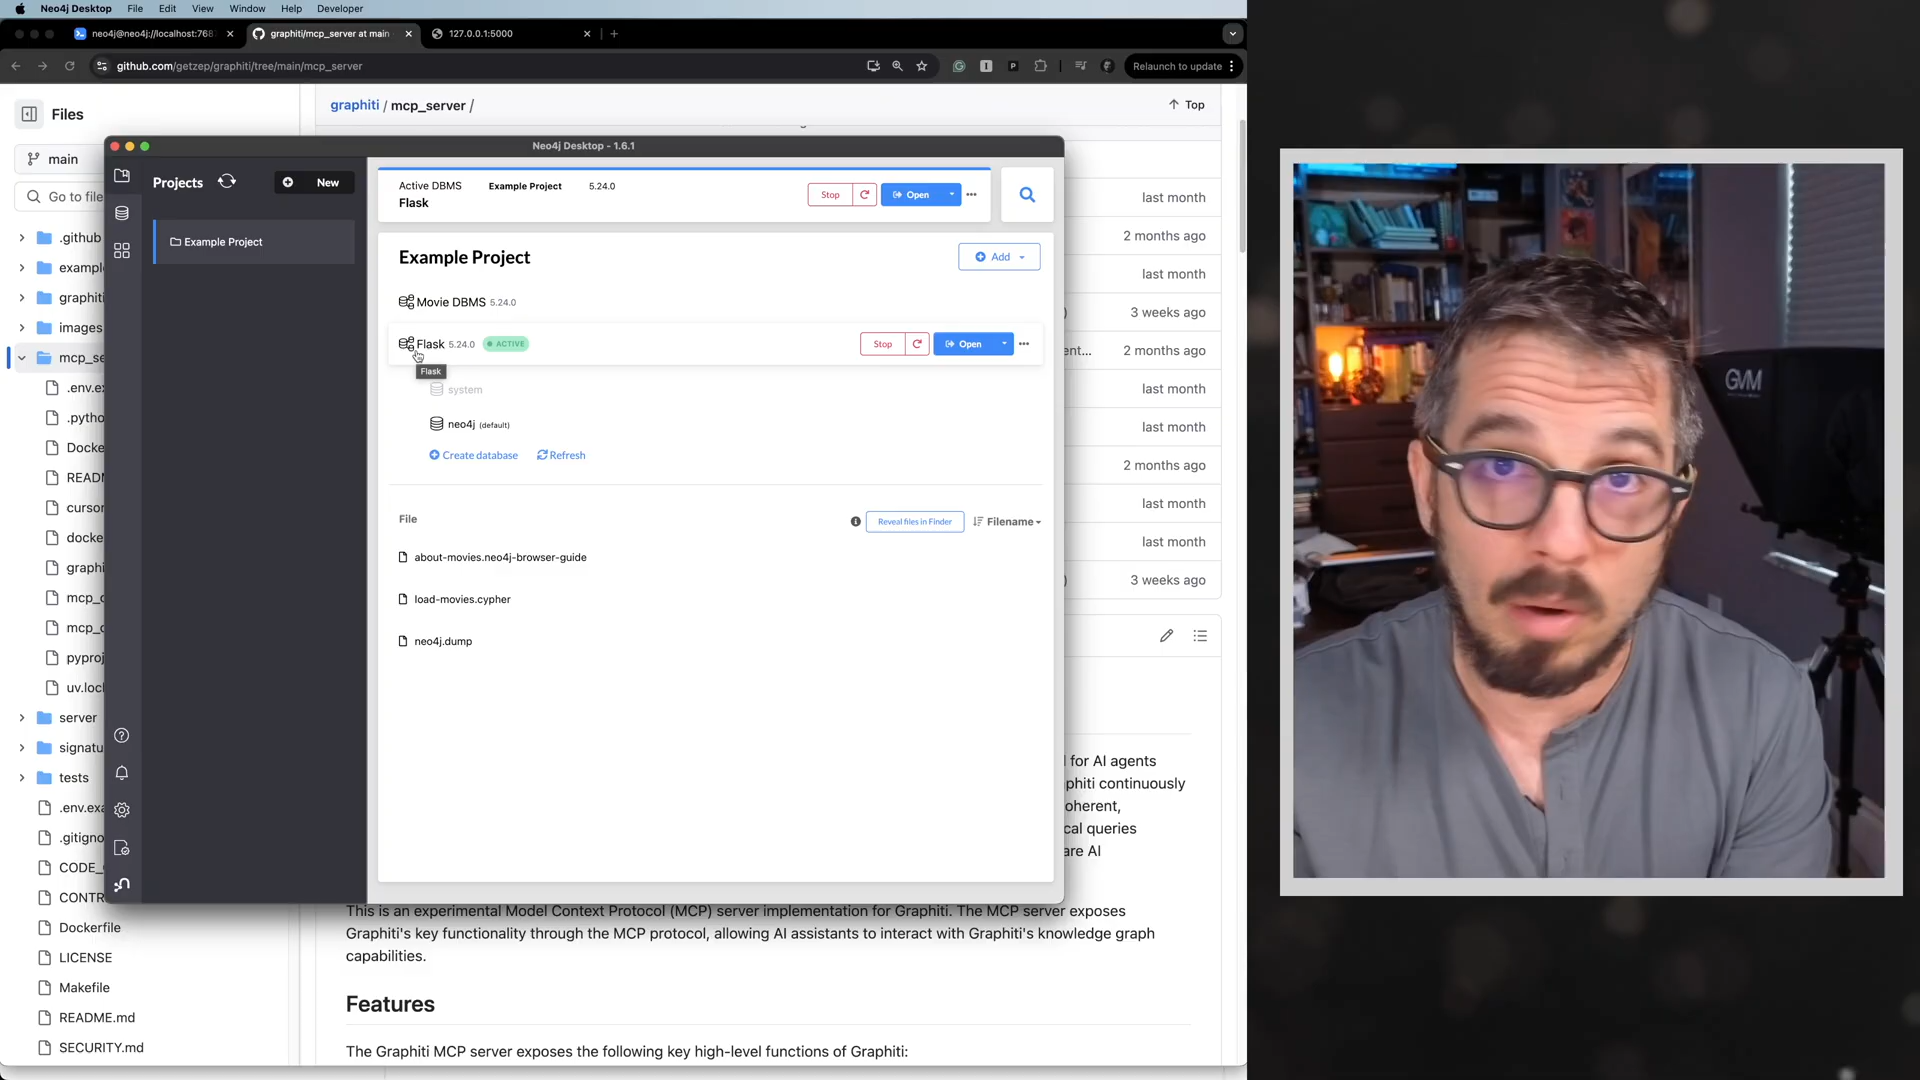 Neo4j Desktop File Edit View Window Help Developer
neo4j@neo4j://localhost:768
graphiti/mcp_server at main
127.0.0.1:5000
github.com/getzep/graphiti/tree/main/mcp_server
Relaunch to update
Files
graphiti / mcp_server /
Top
main
Go to file
.github
example
graphiti
images
mcp_se
.env.ex
.python
Docke
READ
cursor
docke
graphi
mcp_c
mcp_c
pyproj
uv.loc
server
signatu
tests
.env.exa
.gitigno
CODE_
CONTR
Dockerfile
LICENSE
Makefile
README.md
SECURITY.md
Neo4j Desktop - 1.6.1
Projects
New
Example Project
Active DBMS Example Project 5.24.0
Flask
Stop
Open
Example Project
Add
Movie DBMS 5.24.0
Flask 5.24.0 ACTIVE
Stop
Open
Flask
system
neo4j (default)
Create database Refresh
File
Reveal files in Finder
Filename
about-movies.neo4j-browser-guide
load-movies.cypher
neo4j.dump
last month
2 months ago
last month
) 3 weeks ago
ent... 2 months ago
last month
last month
2 months ago
last month
last month
) 3 weeks ago
for AI agents
phiti continuously
oherent,
cal queries
are AI
This is an experimental Model Context Protocol (MCP) server implementation for Graphiti. The MCP server exposes
Graphiti's key functionality through the MCP protocol, allowing AI assistants to interact with Graphiti's knowledge graph
capabilities.
Features
The Graphiti MCP server exposes the following key high-level functions of Graphiti:
GVM